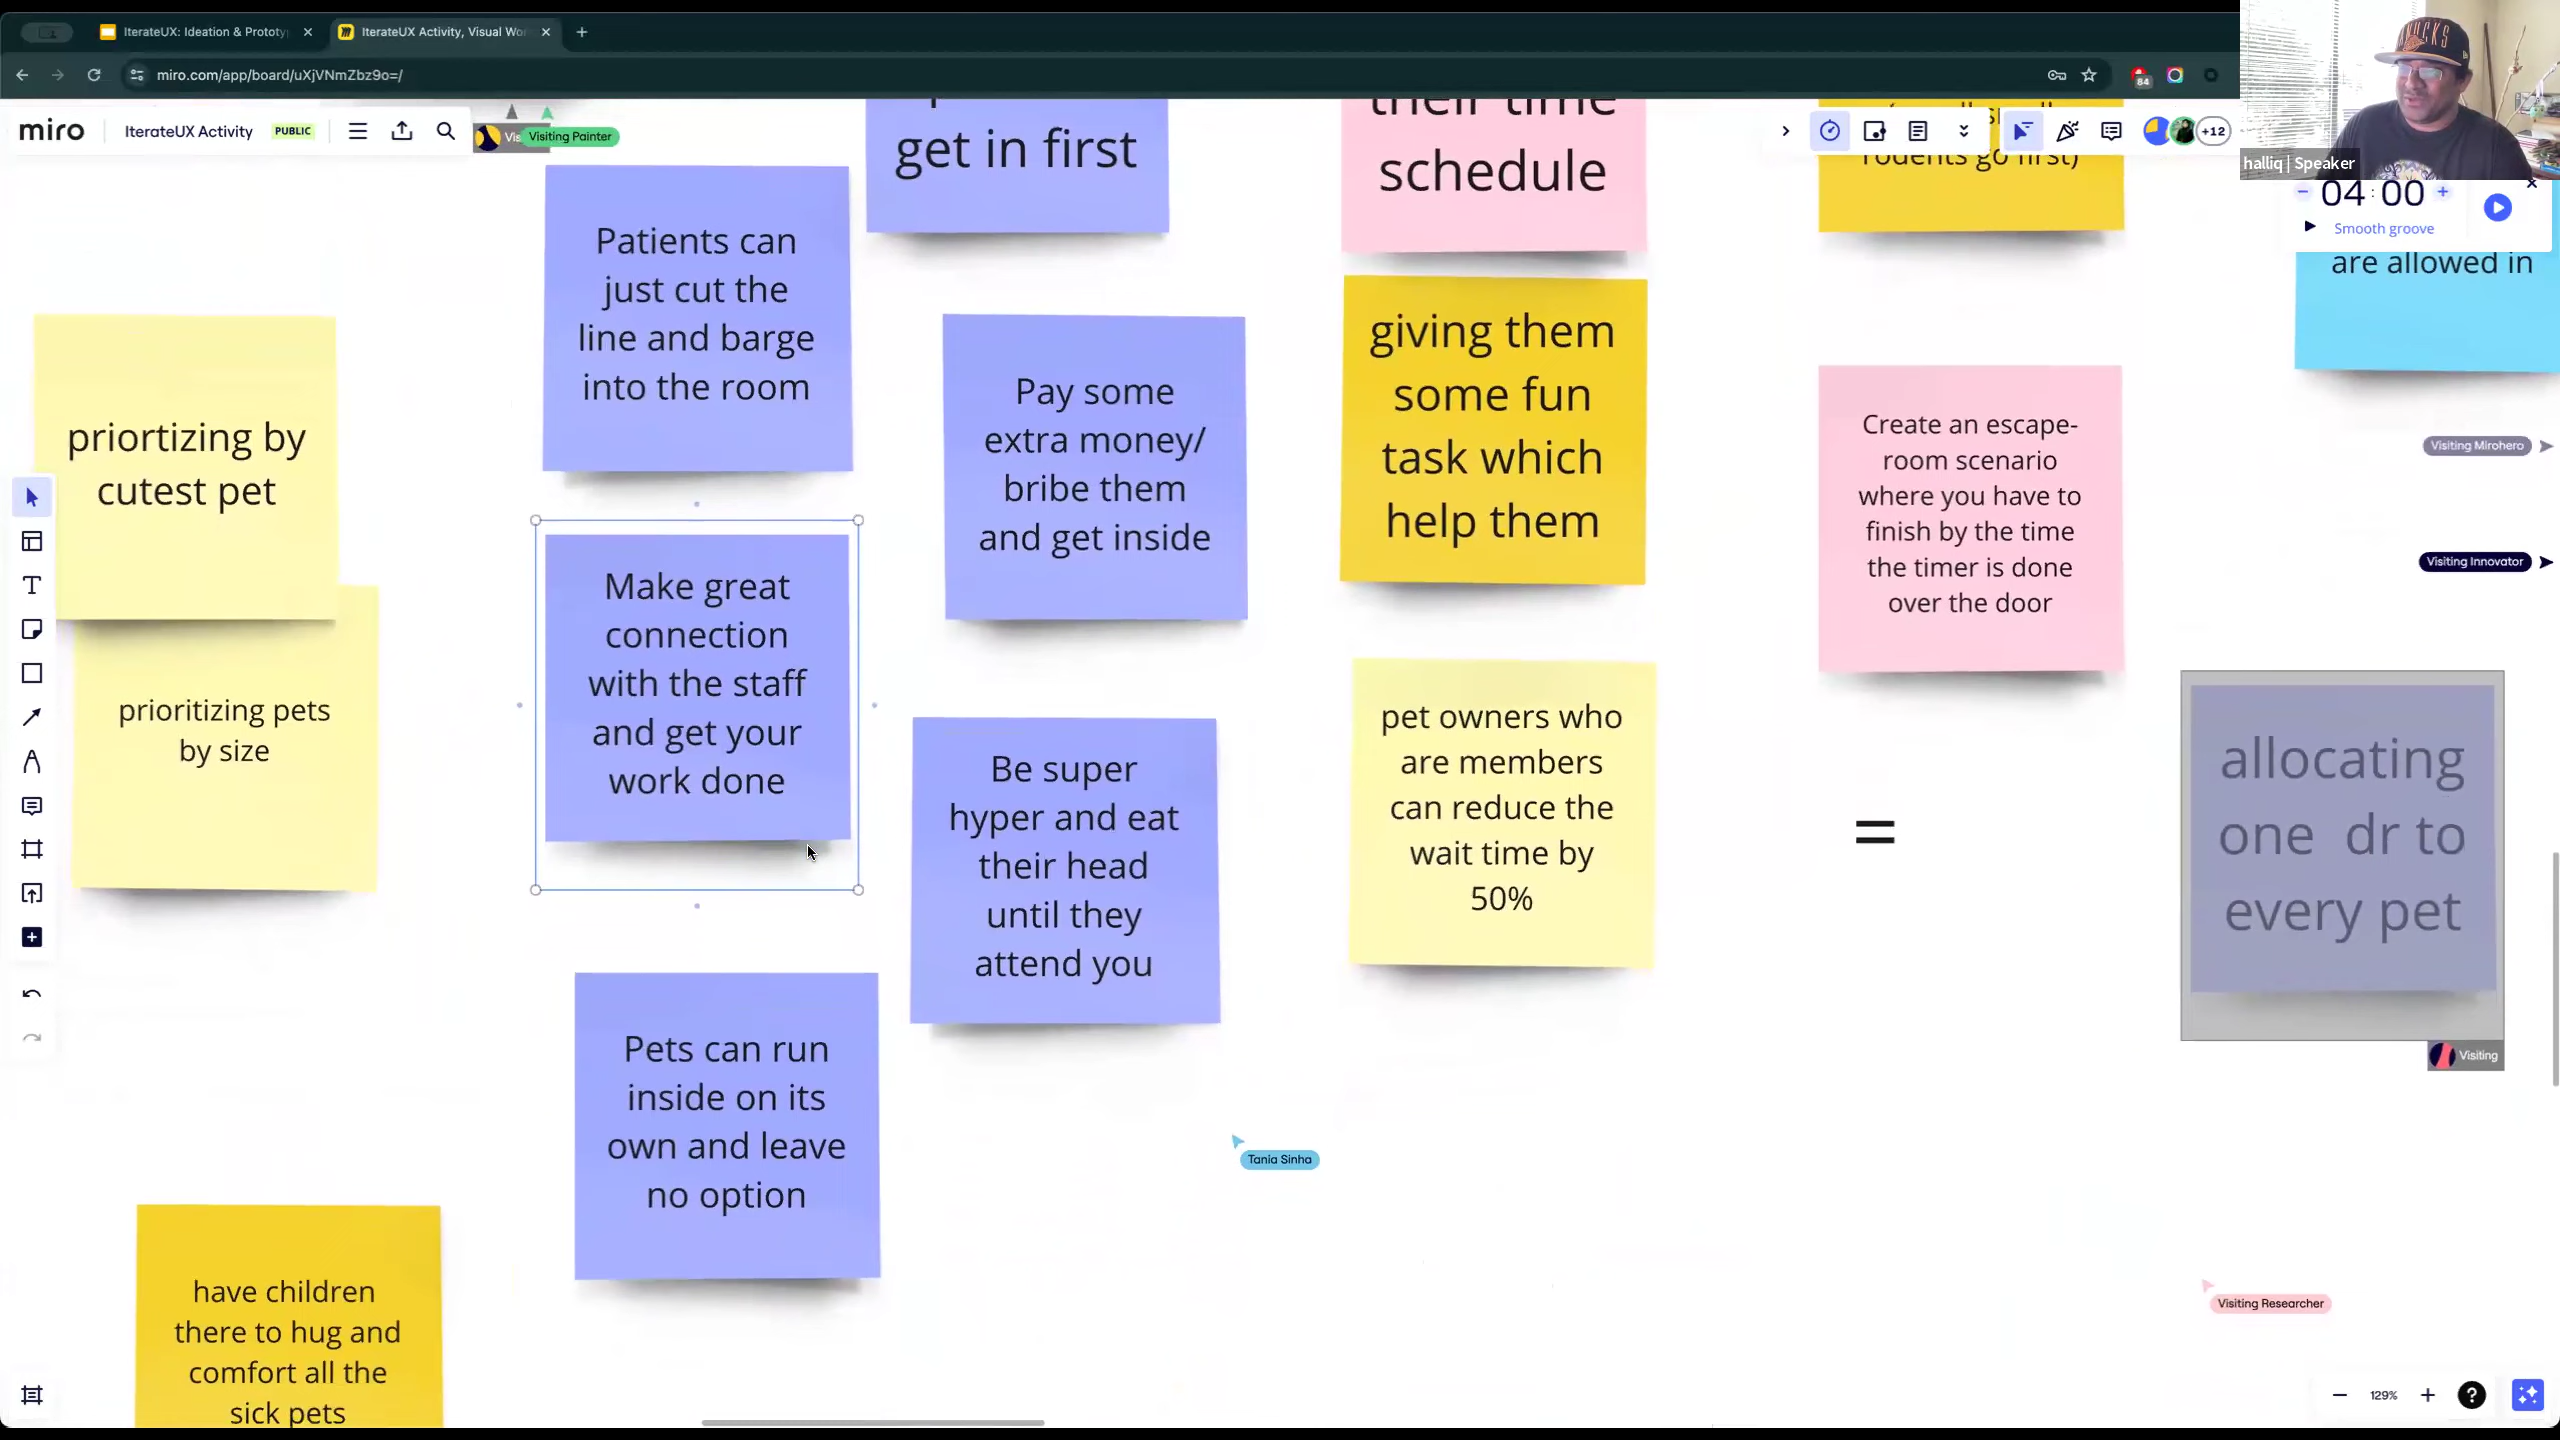 IterateUX: Ideation & Prototy
IterateUX Activity, Visual Wo
miro.com/app/board/uXjVNmZbz9o=/
84
miro
IterateUX Activity
PUBLIC
Vis
Visiting Painter
+12
halliq | Speaker
04 : 00
Smooth groove
get in first
their time
schedule
rodents go first)
are allowed in
Patients can
just cut the
line and barge
into the room
priortizing by
cutest pet
Pay some
extra money/
bribe them
and get inside
giving them
some fun
task which
help them
Create an escape-
room scenario
where you have to
finish by the time
the timer is done
over the door
Visiting Mirohero
Visiting Innovator
prioritizing pets
by size
Make great
connection
with the staff
and get your
work done
Be super
hyper and eat
their head
until they
attend you
pet owners who
are members
can reduce the
wait time by
50%
=
allocating
one dr to
every pet
Visiting
Pets can run
inside on its
own and leave
no option
Tania Sinha
Visiting Researcher
have children
there to hug and
comfort all the
sick pets
129%